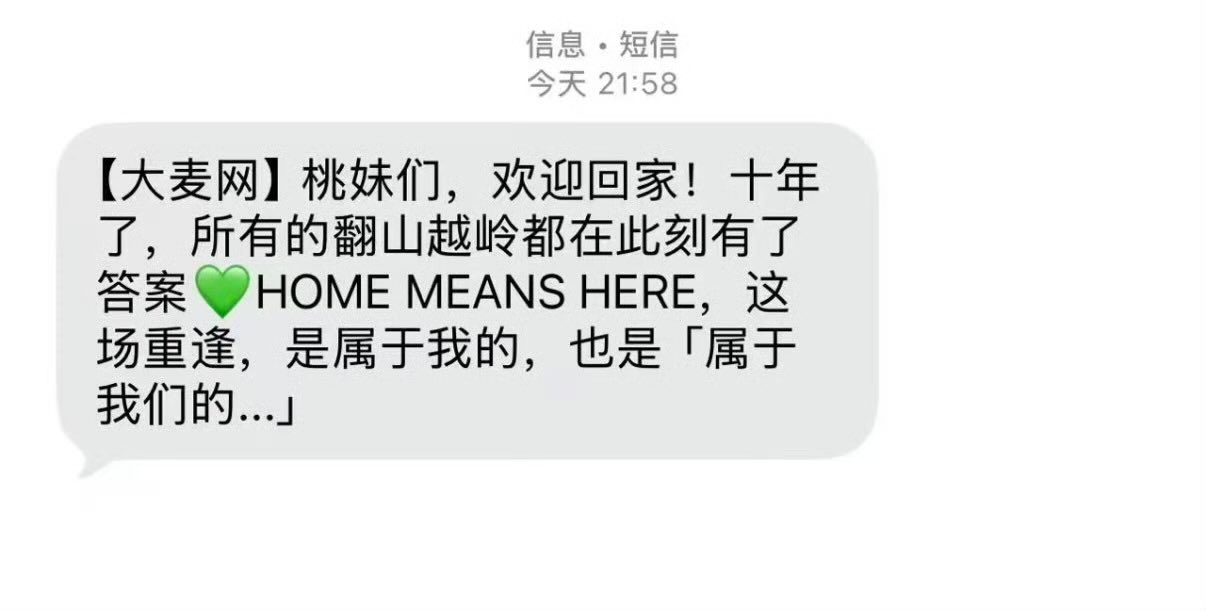 信息・短信
今天 21:58
【大麦网】桃妹们，欢迎回家！十年
了，所有的翻山越岭都在此刻有了
答案💚HOME MEANS HERE，这
场重逢，是属于我的，也是「属于
我们的...」